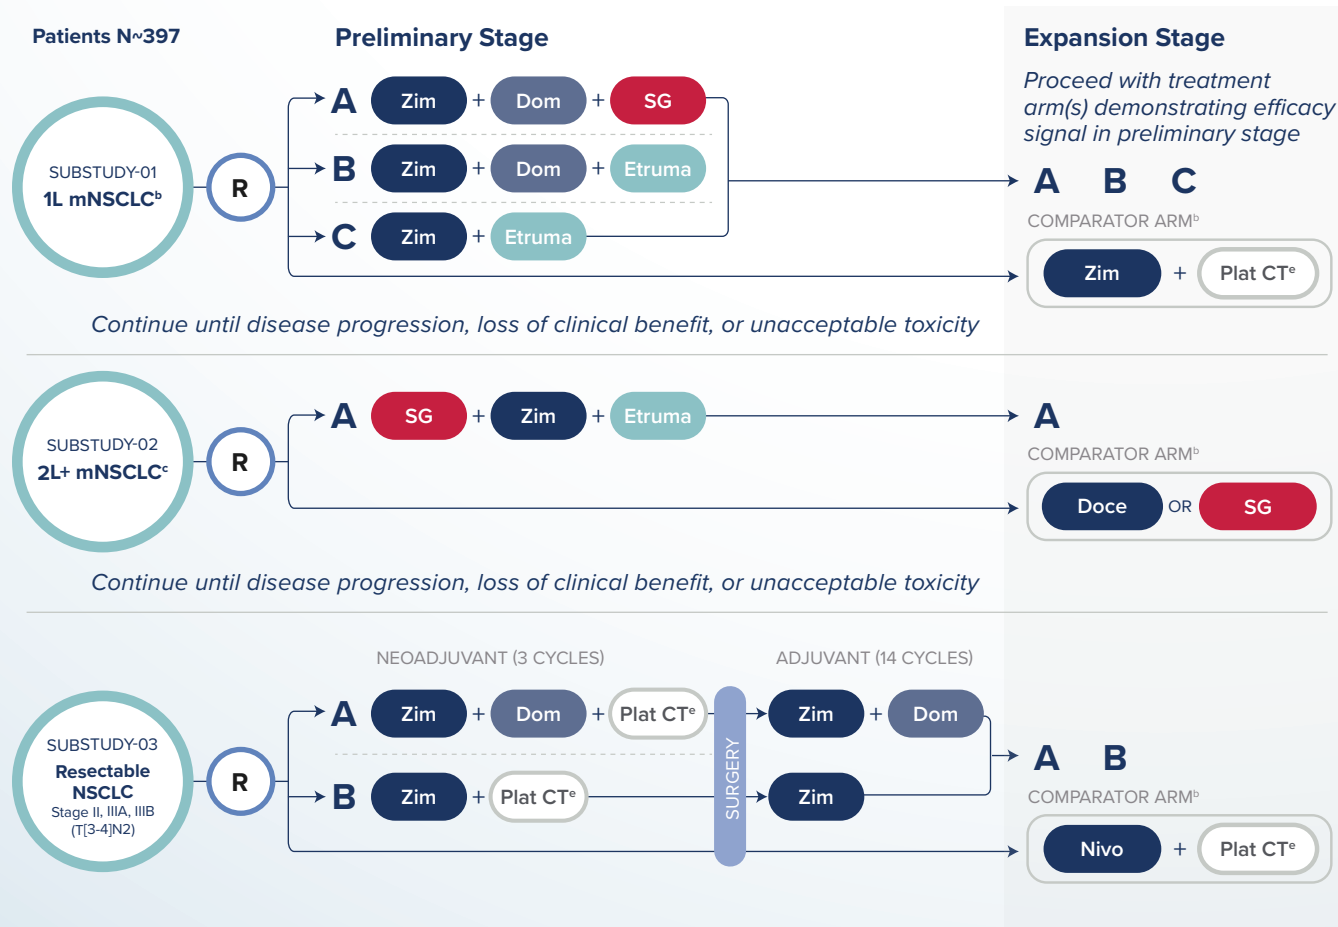 Patients N~397
Preliminary Stage
Expansion Stage
Proceed with treatment
arm(s) demonstrating efficacy
signal in preliminary stage
SUBSTUDY-01
1L mNSCLCᵇ
R
A Zim + Dom + SG
B Zim + Dom + Etruma
C Zim + Etruma
A B C
COMPARATOR ARMᵇ
Zim + Plat CTᵉ
Continue until disease progression, loss of clinical benefit, or unacceptable toxicity
SUBSTUDY-02
2L+ mNSCLCᶜ
R
A SG + Zim + Etruma
A
COMPARATOR ARMᵇ
Doce OR SG
Continue until disease progression, loss of clinical benefit, or unacceptable toxicity
NEOADJUVANT (3 CYCLES)
ADJUVANT (14 CYCLES)
SUBSTUDY-03
Resectable
NSCLC
Stage II, IIIA, IIIB
(T[3-4]N2)
R
A Zim + Dom + Plat CTᵉ
B Zim + Plat CTᵉ
SURGERY
Zim + Dom
Zim
A B
COMPARATOR ARMᵇ
Nivo + Plat CTᵉ